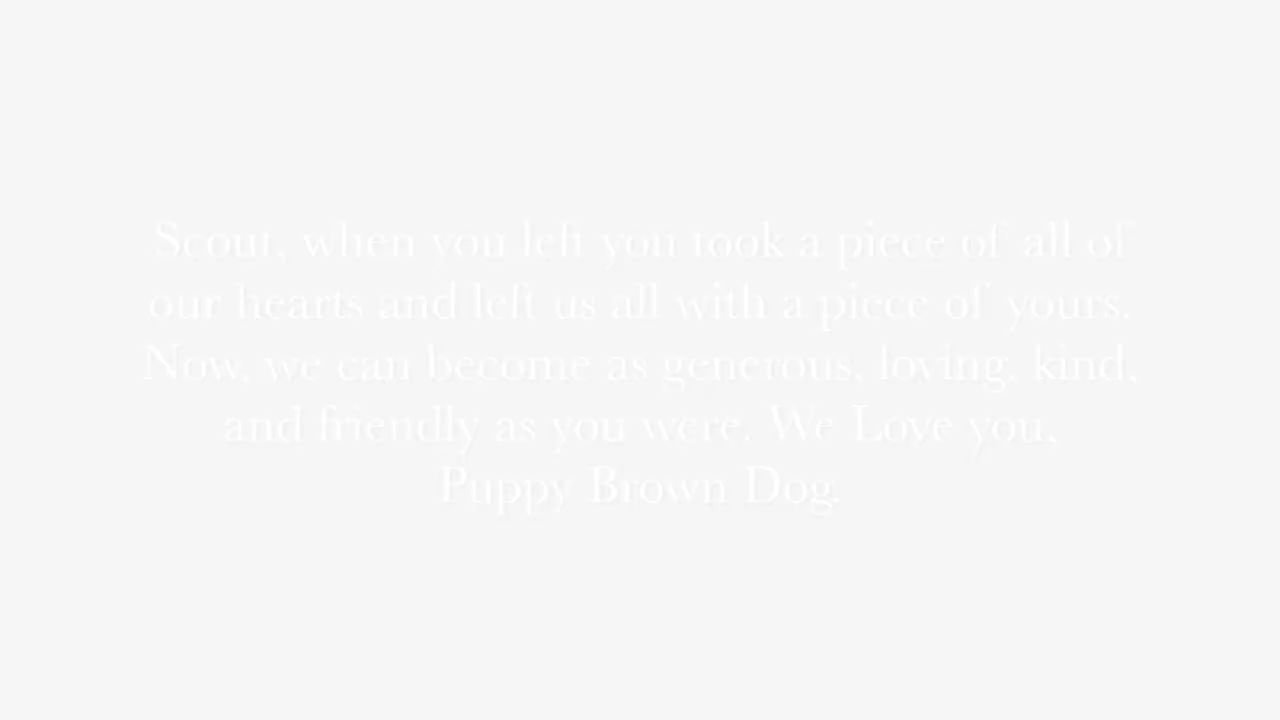 Scout, when you left you took a piece of all of
our hearts and left us all with a piece of yours.
Now, we can become as generous, loving, kind,
and friendly as you were. We Love you,
Puppy Brown Dog.